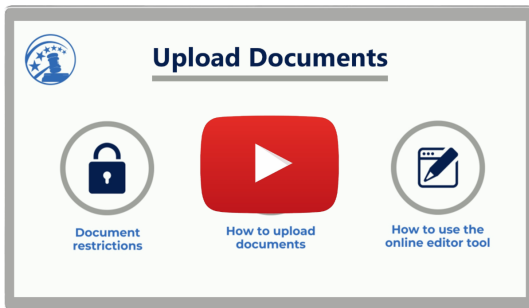 Upload Documents
Document
restrictions
How to upload
documents
How to use the
online editor tool